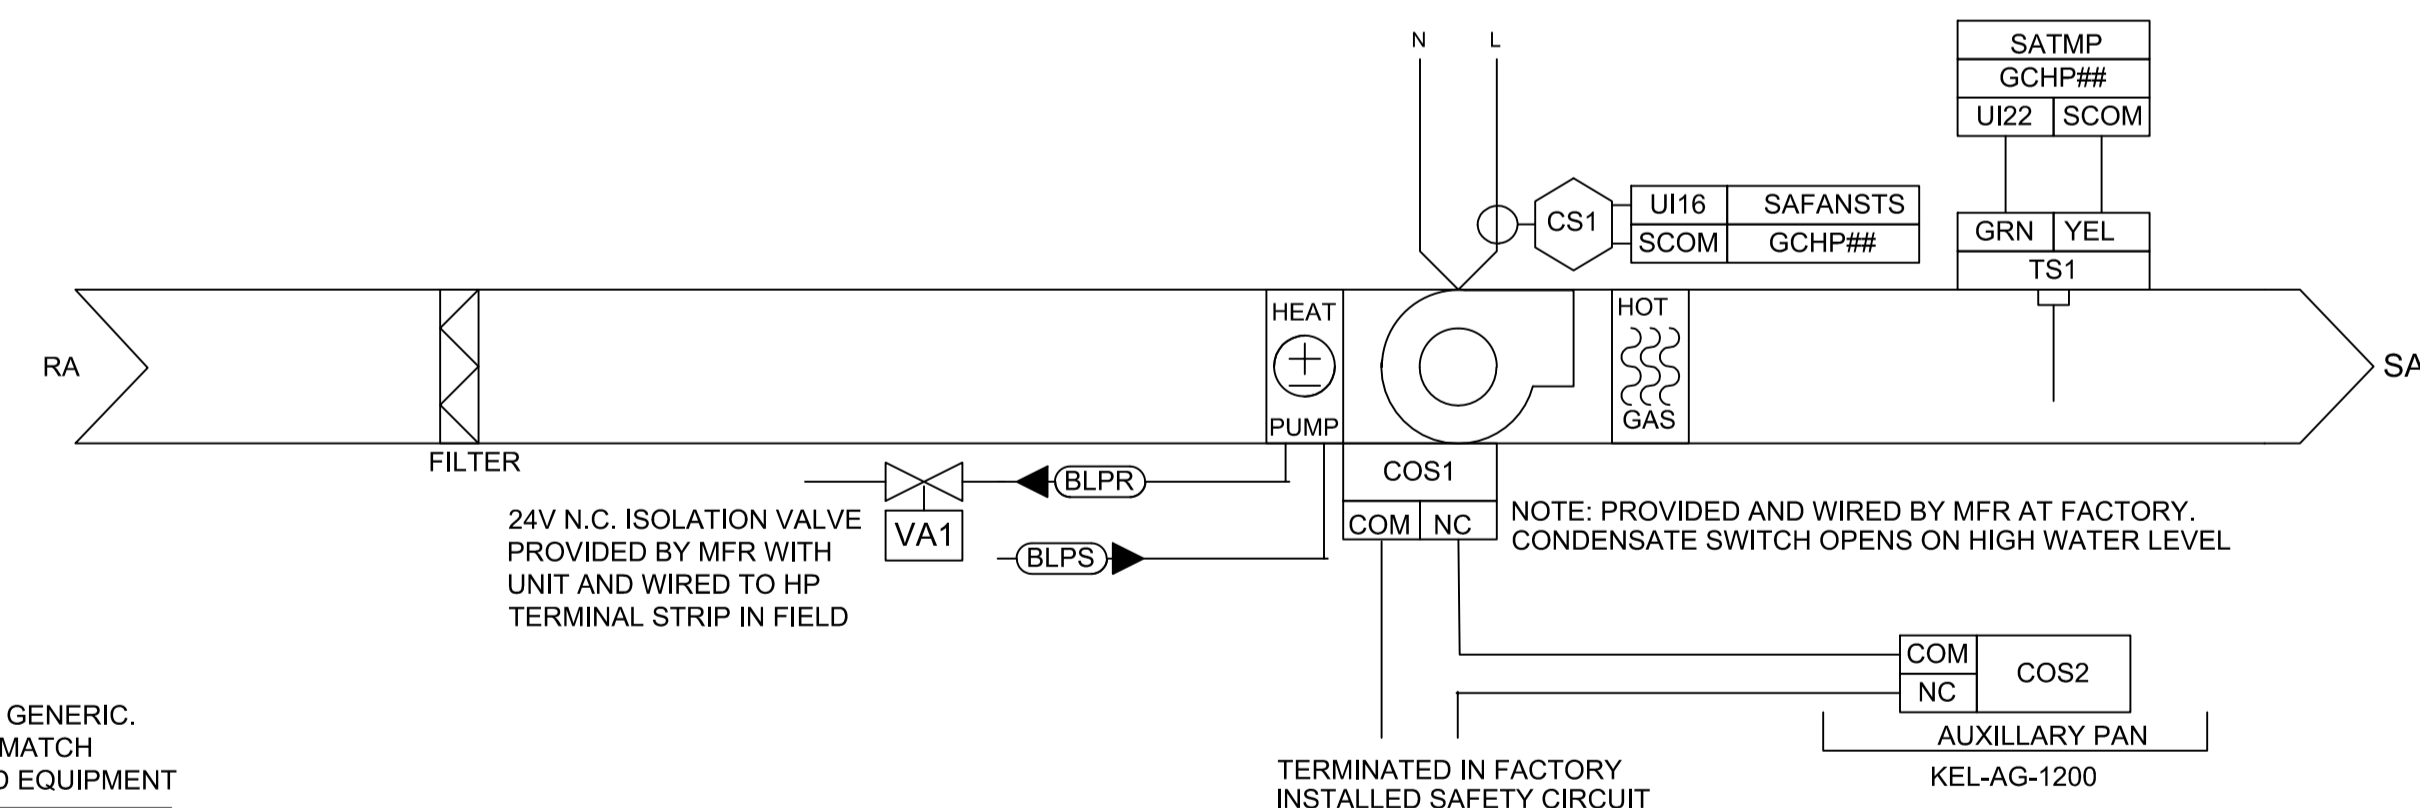 N L
SATMP
GCHP##
UI22 SCOM
GRN YEL
TS1
CS1
UI16 SAFANSTS
SCOM GCHP##
RA
FILTER
HEAT
PUMP
HOT
GAS
SA
BLPR
24V N.C. ISOLATION VALVE
PROVIDED BY MFR WITH
UNIT AND WIRED TO HP
TERMINAL STRIP IN FIELD
VA1
BLPS
COS1
COM NC
NOTE: PROVIDED AND WIRED BY MFR AT FACTORY.
CONDENSATE SWITCH OPENS ON HIGH WATER LEVEL
COM
NC
COS2
AUXILLARY PAN
KEL-AG-1200
TERMINATED IN FACTORY
INSTALLED SAFETY CIRCUIT
GENERIC.
MATCH
EQUIPMENT